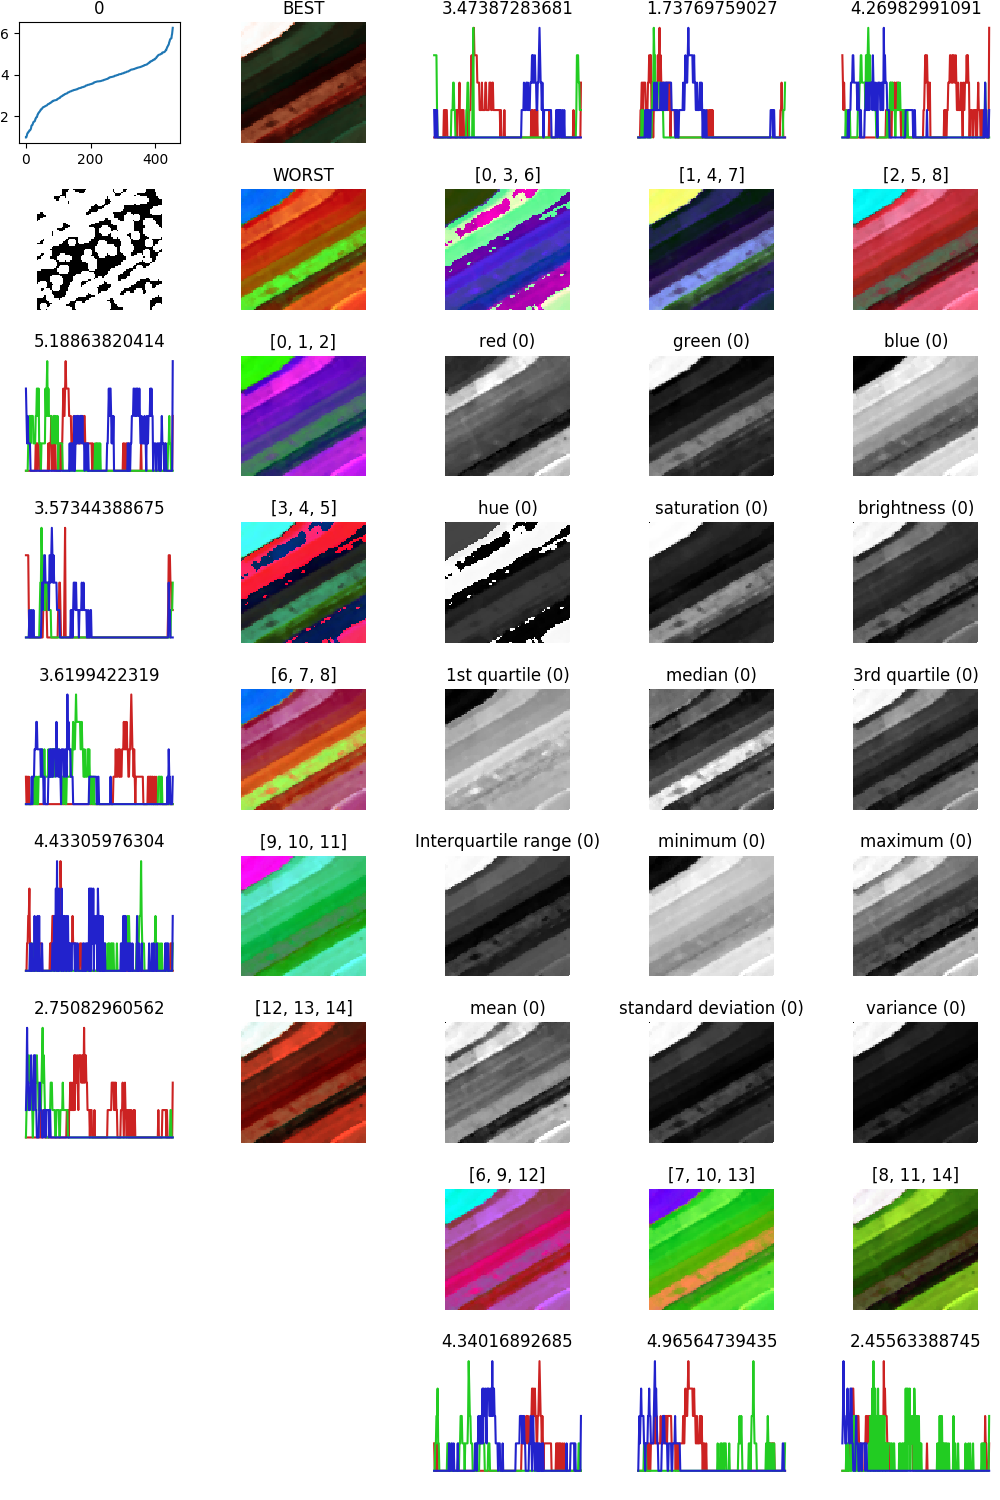 0
BEST
3.47387283681
1.73769759027
4.26982991091
6
4
2
0
200
400
WORST
[0, 3, 6]
[1, 4, 7]
[2, 5, 8]
5.18863820414
[0, 1, 2]
red (0)
green (0)
blue (0)
3.57344388675
[3, 4, 5]
hue (0)
saturation (0)
brightness (0)
3.6199422319
[6, 7, 8]
1st quartile (0)
median (0)
3rd quartile (0)
4.43305976304
[9, 10, 11]
Interquartile range (0)
minimum (0)
maximum (0)
2.75082960562
[12, 13, 14]
mean (0)
standard deviation (0)
variance (0)
[6, 9, 12]
[7, 10, 13]
[8, 11, 14]
4.34016892685
4.96564739435
2.45563388745